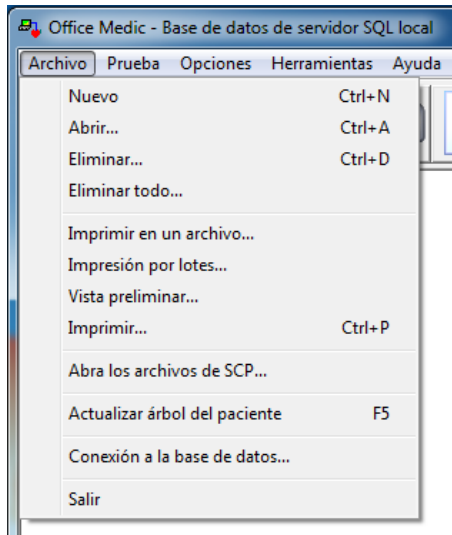 Office Medic - Base de datos de servidor SQL local
Archivo Prueba Opciones Herramientas Ayuda
Nuevo Ctrl+N
Abrir... Ctrl+A
Eliminar... Ctrl+D
Eliminar todo...
Imprimir en un archivo...
Impresión por lotes...
Vista preliminar...
Imprimir... Ctrl+P
Abra los archivos de SCP...
Actualizar árbol del paciente F5
Conexión a la base de datos...
Salir